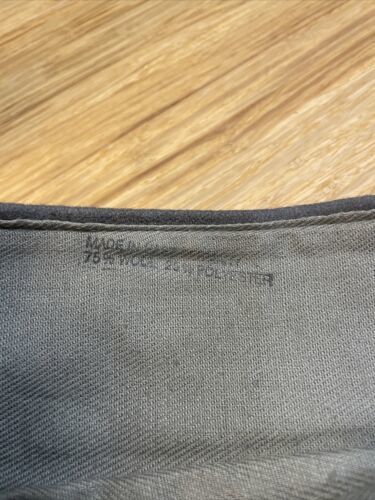 MADE IN
75% WOOL 25% POLYESTER